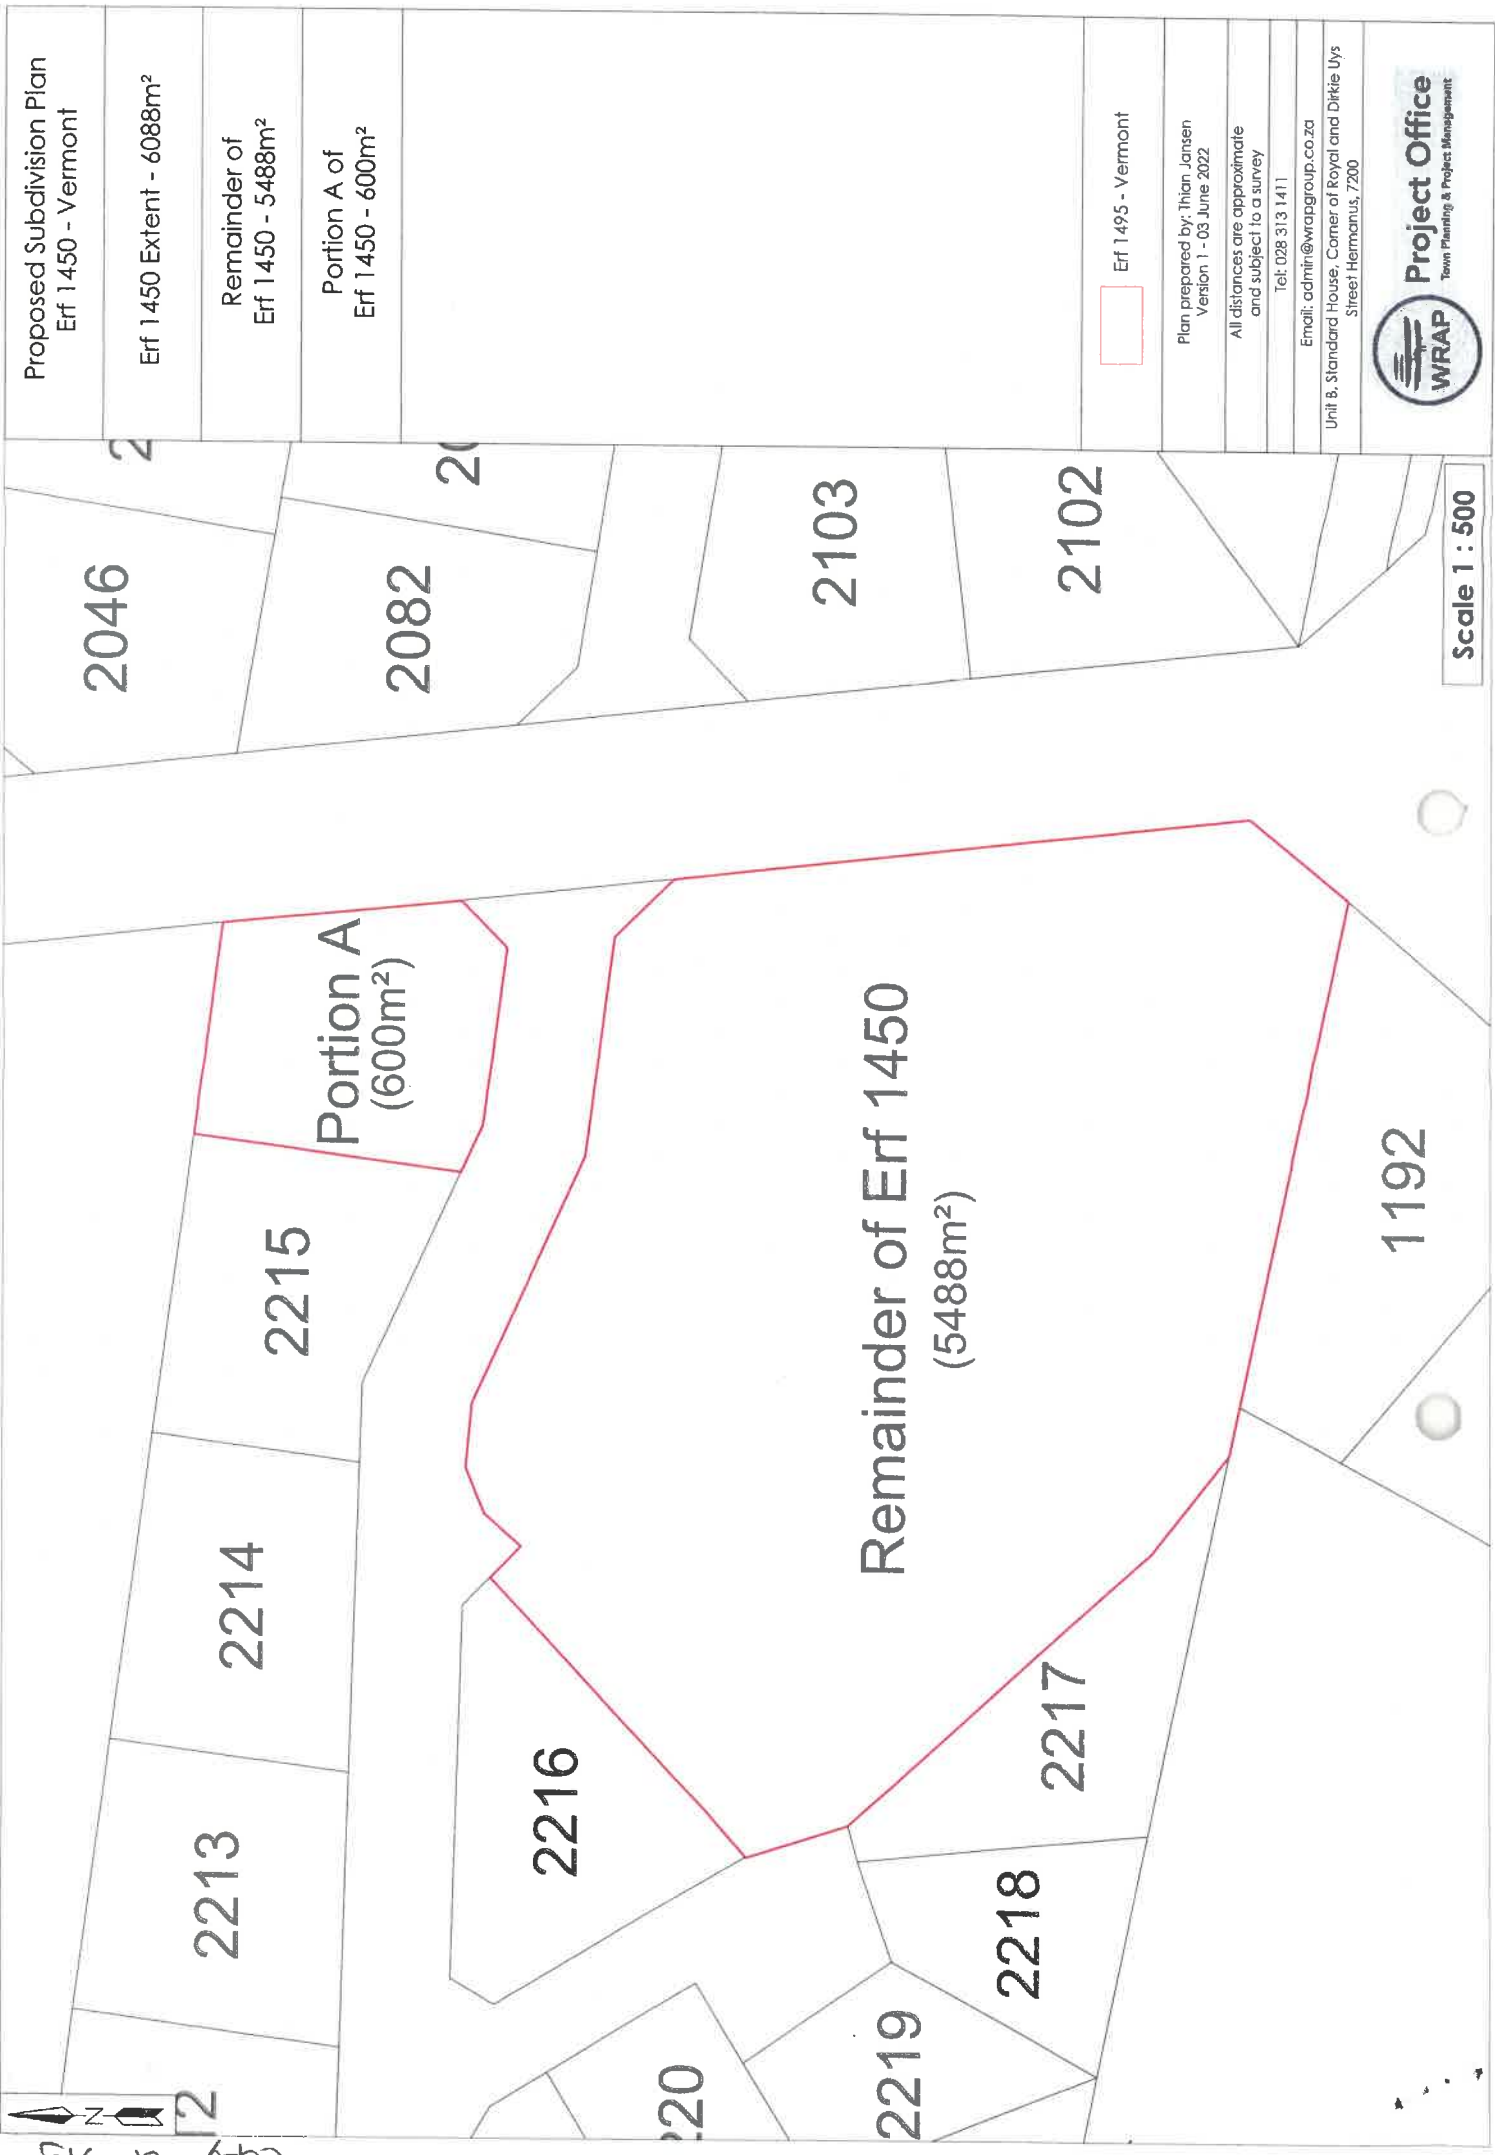 Proposed Subdivision Plan
Erf 1450 - Vermont
Erf 1450 Extent - 6088m²
Remainder of
Erf 1450 - 5488m²
Portion A of
Erf 1450 - 600m²
Erf 1495 - Vermont
Plan prepared by: Thian Jansen
Version 1 - 03 June 2022
All distances are approximate
and subject to a survey
Tel: 028 313 1411
Email: admin@wrapgroup.co.za
Unit B, Standard House, Corner of Royal and Dirkie Uys
Street Hermanus, 7200
WRAP
Project Office
Town Planning & Project Management
Scale 1 : 500
N
2046
2
2082
20
2103
2102
Portion A
(600m²)
2215
2214
2213
12
2216
Remainder of Erf 1450
(5488m²)
2217
2218
2219
220
1192